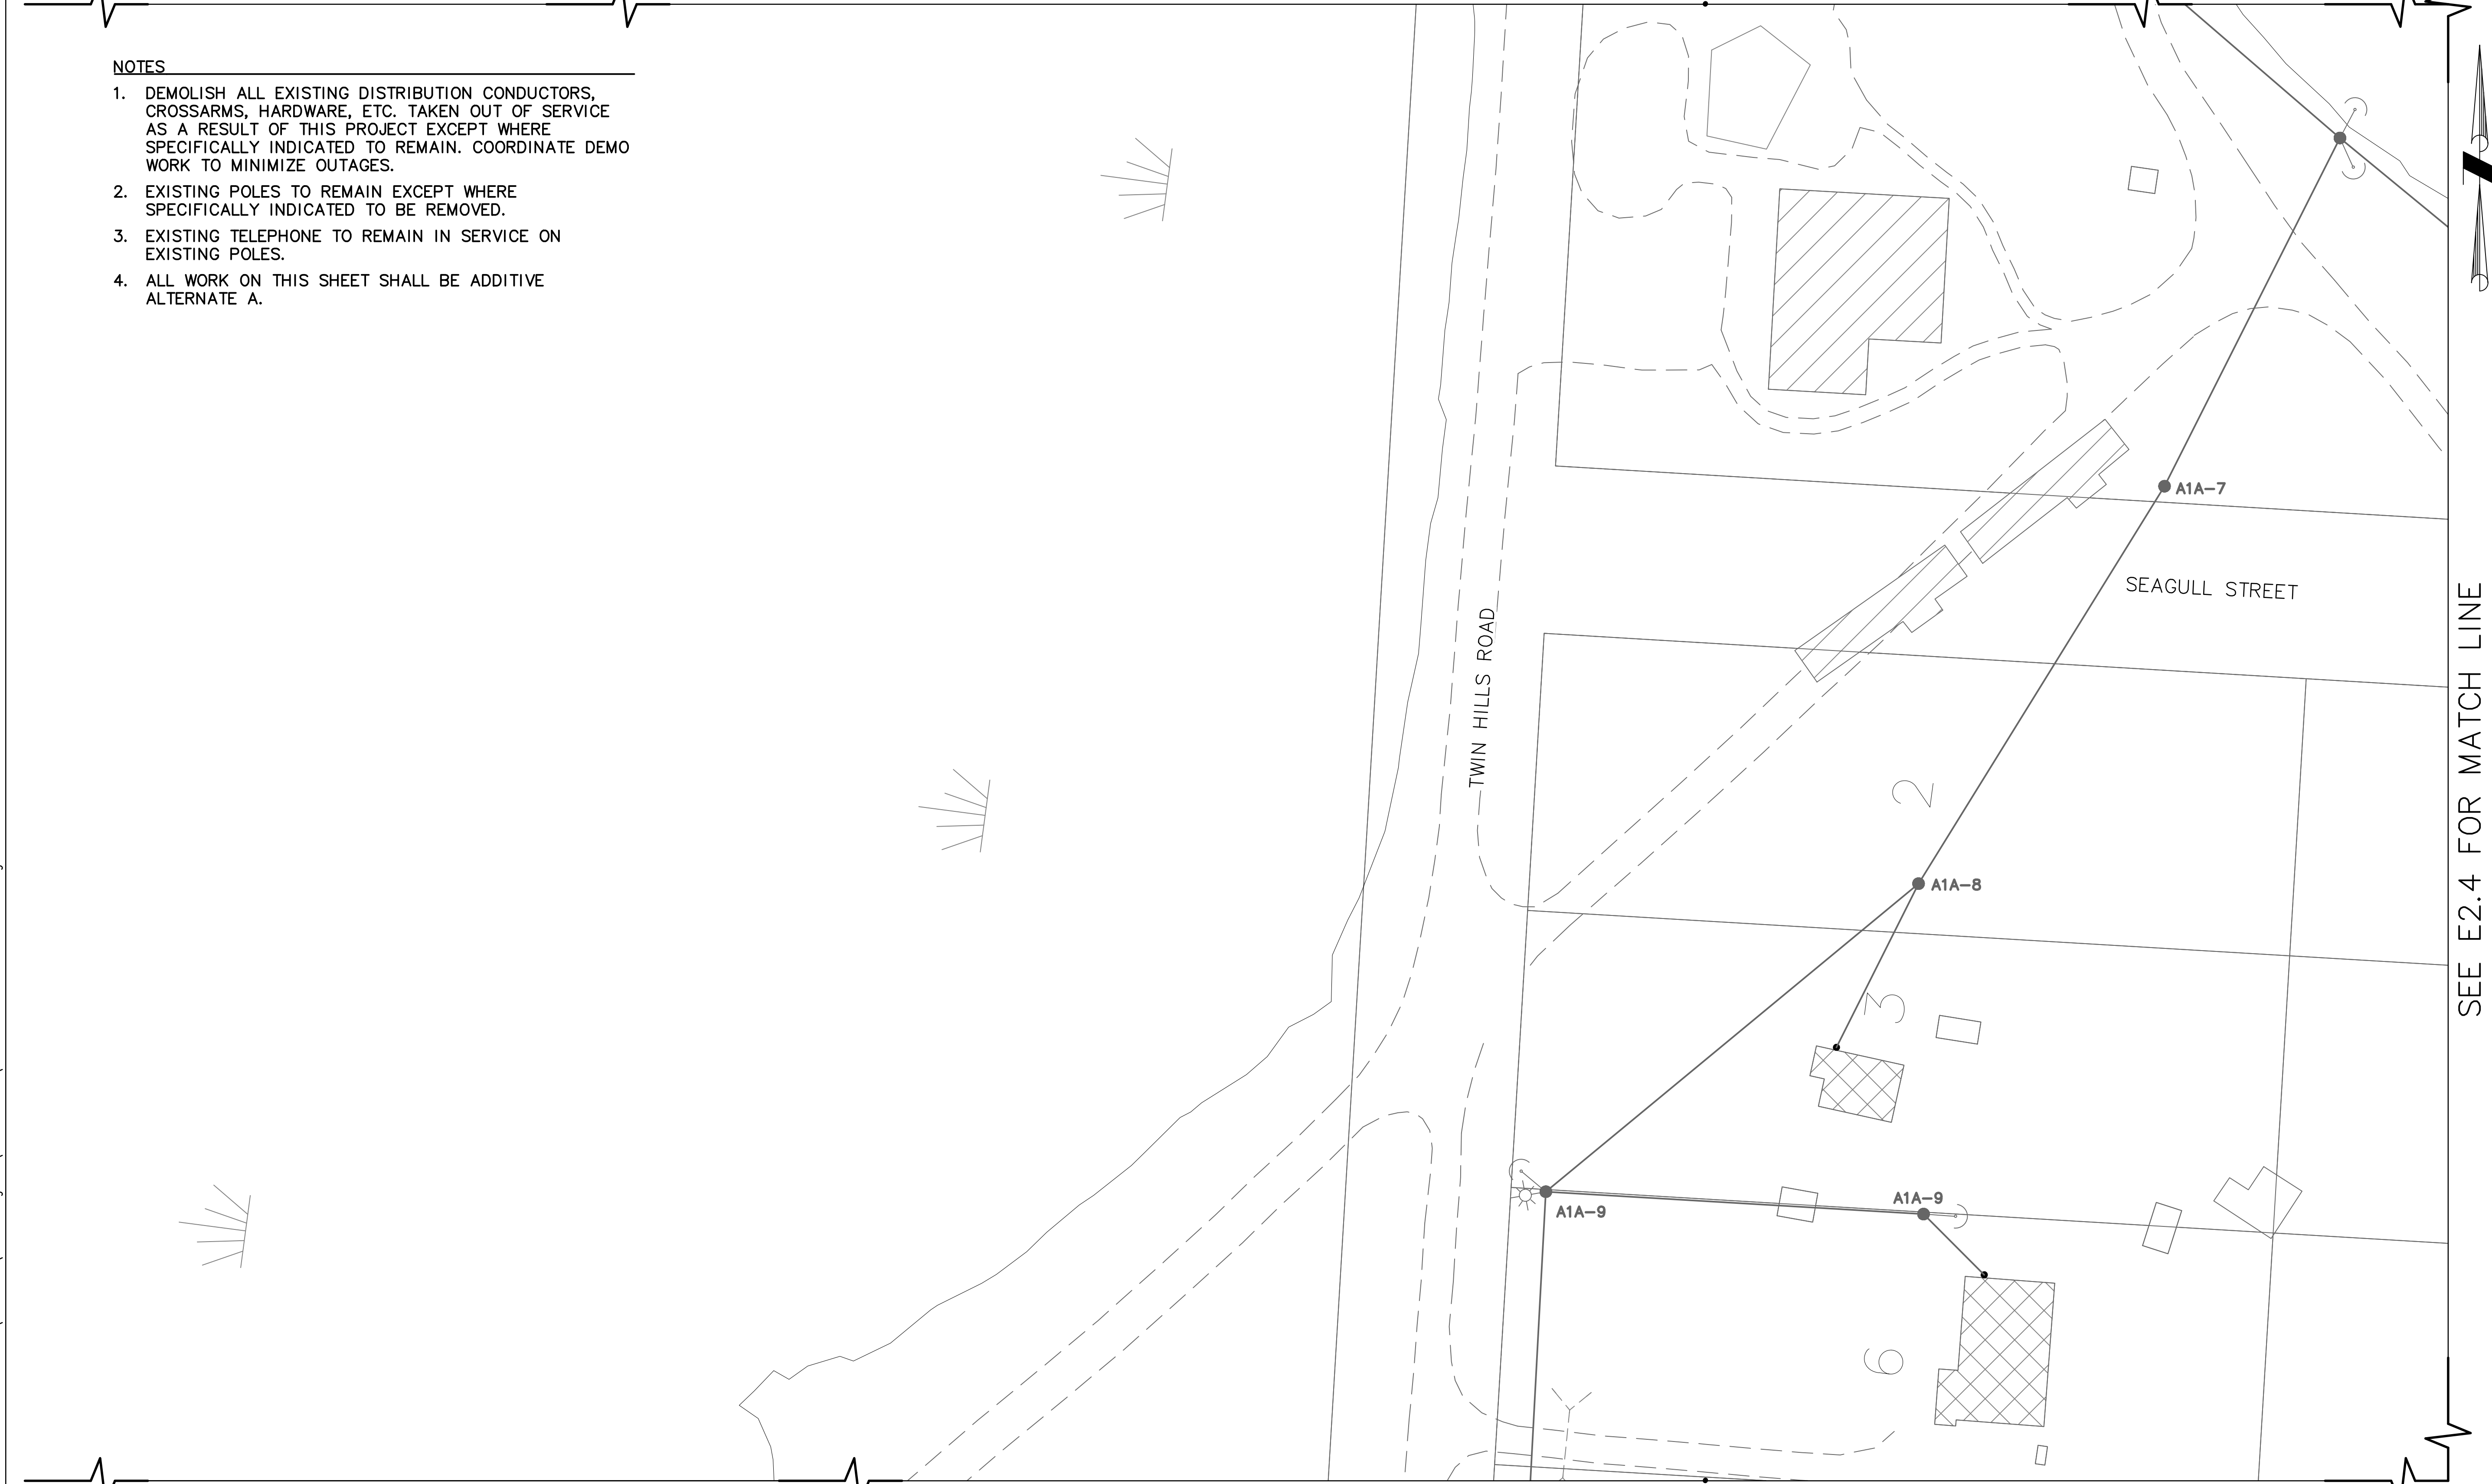 NOTES
1. DEMOLISH ALL EXISTING DISTRIBUTION CONDUCTORS,
CROSSARMS, HARDWARE, ETC. TAKEN OUT OF SERVICE
AS A RESULT OF THIS PROJECT EXCEPT WHERE
SPECIFICALLY INDICATED TO REMAIN. COORDINATE DEMO
WORK TO MINIMIZE OUTAGES.
2. EXISTING POLES TO REMAIN EXCEPT WHERE
SPECIFICALLY INDICATED TO BE REMOVED.
3. EXISTING TELEPHONE TO REMAIN IN SERVICE ON
EXISTING POLES.
4. ALL WORK ON THIS SHEET SHALL BE ADDITIVE
ALTERNATE A.
A1A-7
SEAGULL STREET
TWIN HILLS ROAD
2
A1A-8
3
A1A-9
A1A-9
6
SEE E2.4 FOR MATCH LINE